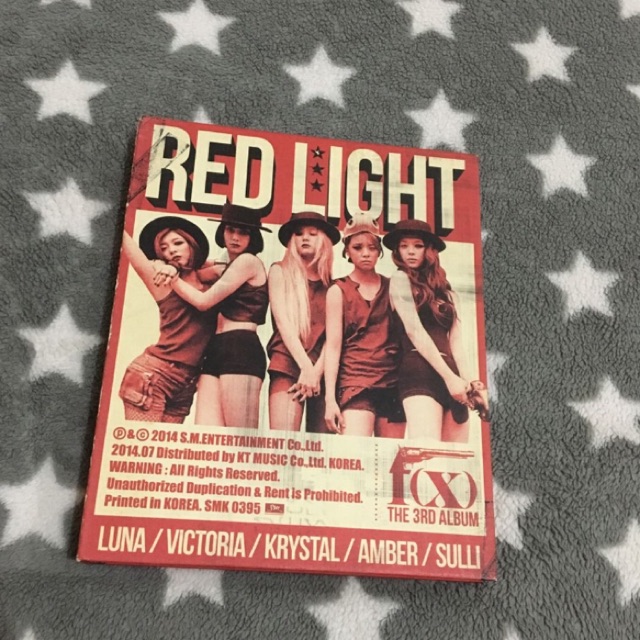 RED LIGHT
Ⓟ & Ⓒ 2014 S.M.ENTERTAINMENT Co.,Ltd.
2014.07 Distributed by KT MUSIC Co.,Ltd. KOREA.
WARNING : All Rights Reserved.
Unauthorized Duplication & Rent is Prohibited.
Printed in KOREA. SMK 0395
f(x)
THE 3RD ALBUM
LUNA / VICTORIA / KRYSTAL / AMBER / SULLI